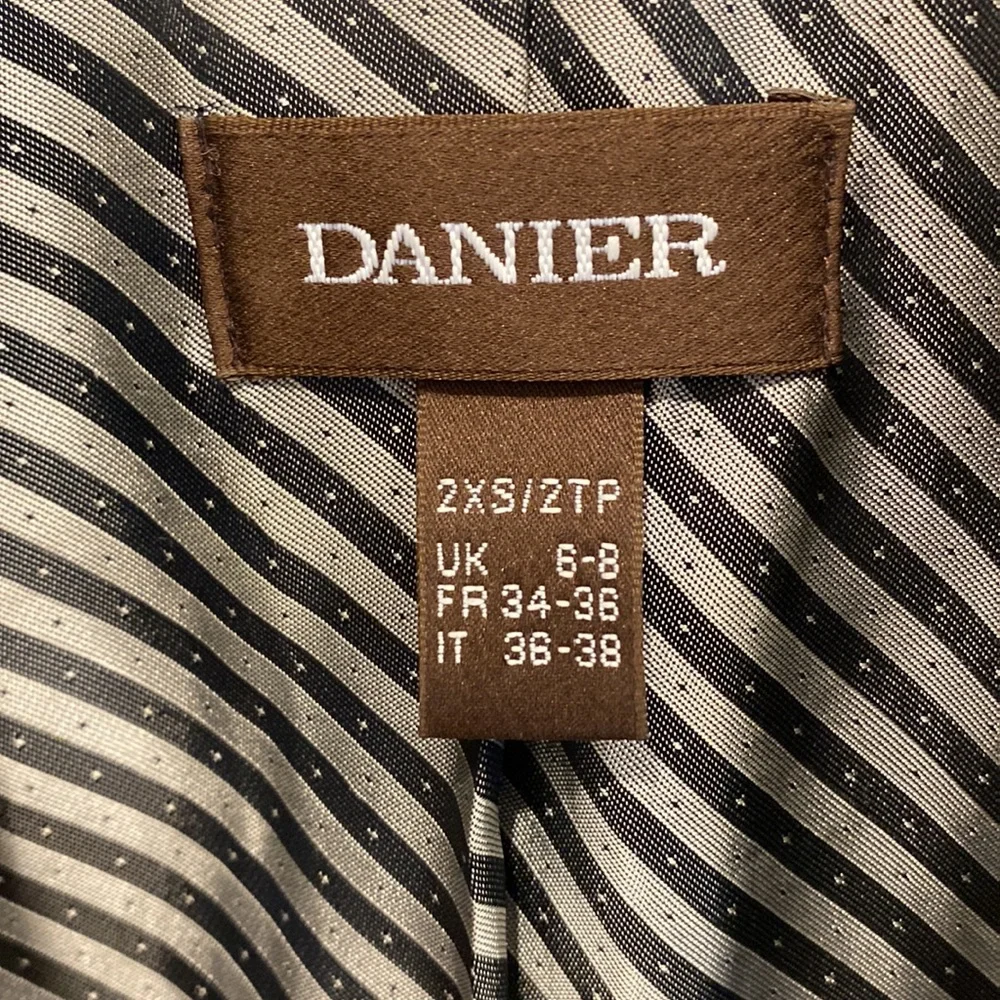 DANIER
2XS/2TP
UK 6-8
FR 34-36
IT 36-38